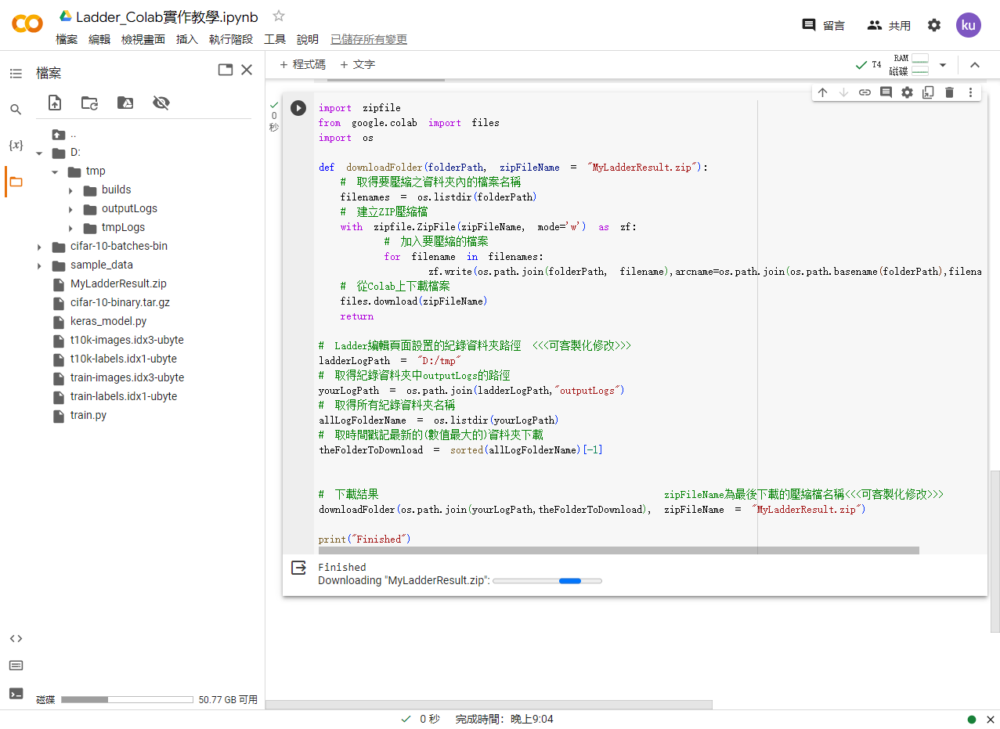 Ladder_Colab實作教學.ipynb
檔案 編輯 檢視畫面 插入 執行階段 工具 說明 已儲存所有變更
留言 共用 ku
檔案
+ 程式碼 + 文字
T4 RAM
磁碟
{x}
..
D:
tmp
builds
outputLogs
tmpLogs
cifar-10-batches-bin
sample_data
MyLadderResult.zip
cifar-10-binary.tar.gz
keras_model.py
t10k-images.idx3-ubyte
t10k-labels.idx1-ubyte
train-images.idx3-ubyte
train-labels.idx1-ubyte
train.py
磁碟 50.77 GB 可用
0
秒
import zipfile
from google.colab import files
import os
def downloadFolder(folderPath, zipFileName = "MyLadderResult.zip"):
# 取得要壓縮之資料夾內的檔案名稱
filenames = os.listdir(folderPath)
# 建立ZIP壓縮檔
with zipfile.ZipFile(zipFileName, mode='w') as zf:
# 加入要壓縮的檔案
for filename in filenames:
zf.write(os.path.join(folderPath, filename),arcname=os.path.join(os.path.basename(folderPath),filena
# 從Colab上下載檔案
files.download(zipFileName)
return
# Ladder編輯頁面設置的紀錄資料夾路徑 <<<可客製化修改>>>
ladderLogPath = "D:/tmp"
# 取得紀錄資料夾中outputLogs的路徑
yourLogPath = os.path.join(ladderLogPath,"outputLogs")
# 取得所有紀錄資料夾名稱
allLogFolderName = os.listdir(yourLogPath)
# 取時間戳記最新的(數值最大的)資料夾下載
theFolderToDownload = sorted(allLogFolderName)[-1]
# 下載結果 zipFileName為最後下載的壓縮檔名稱<<<可客製化修改>>>
downloadFolder(os.path.join(yourLogPath,theFolderToDownload), zipFileName = "MyLadderResult.zip")
print("Finished")
Finished
Downloading "MyLadderResult.zip":
0 秒 完成時間：晚上9:04